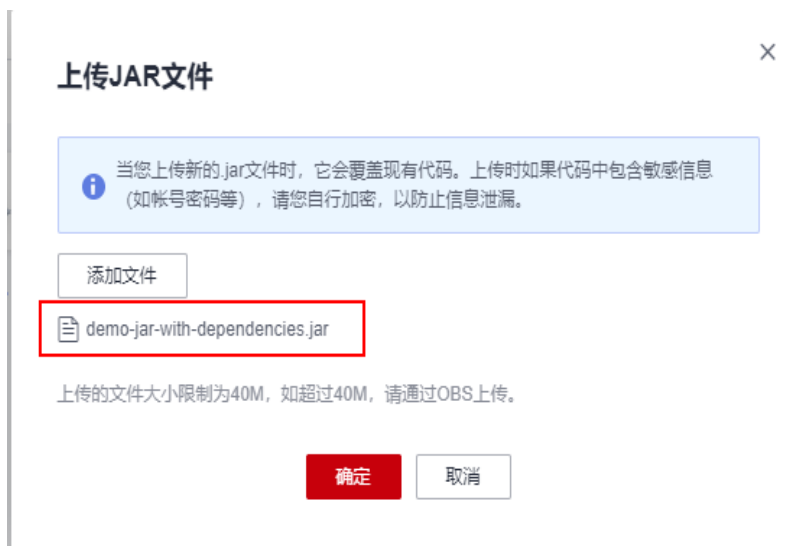 上传JAR文件
当您上传新的.jar文件时，它会覆盖现有代码。上传时如果代码中包含敏感信息
（如帐号密码等），请您自行加密，以防止信息泄漏。
添加文件
demo-jar-with-dependencies.jar
上传的文件大小限制为40M，如超过40M，请通过OBS上传。
确定
取消